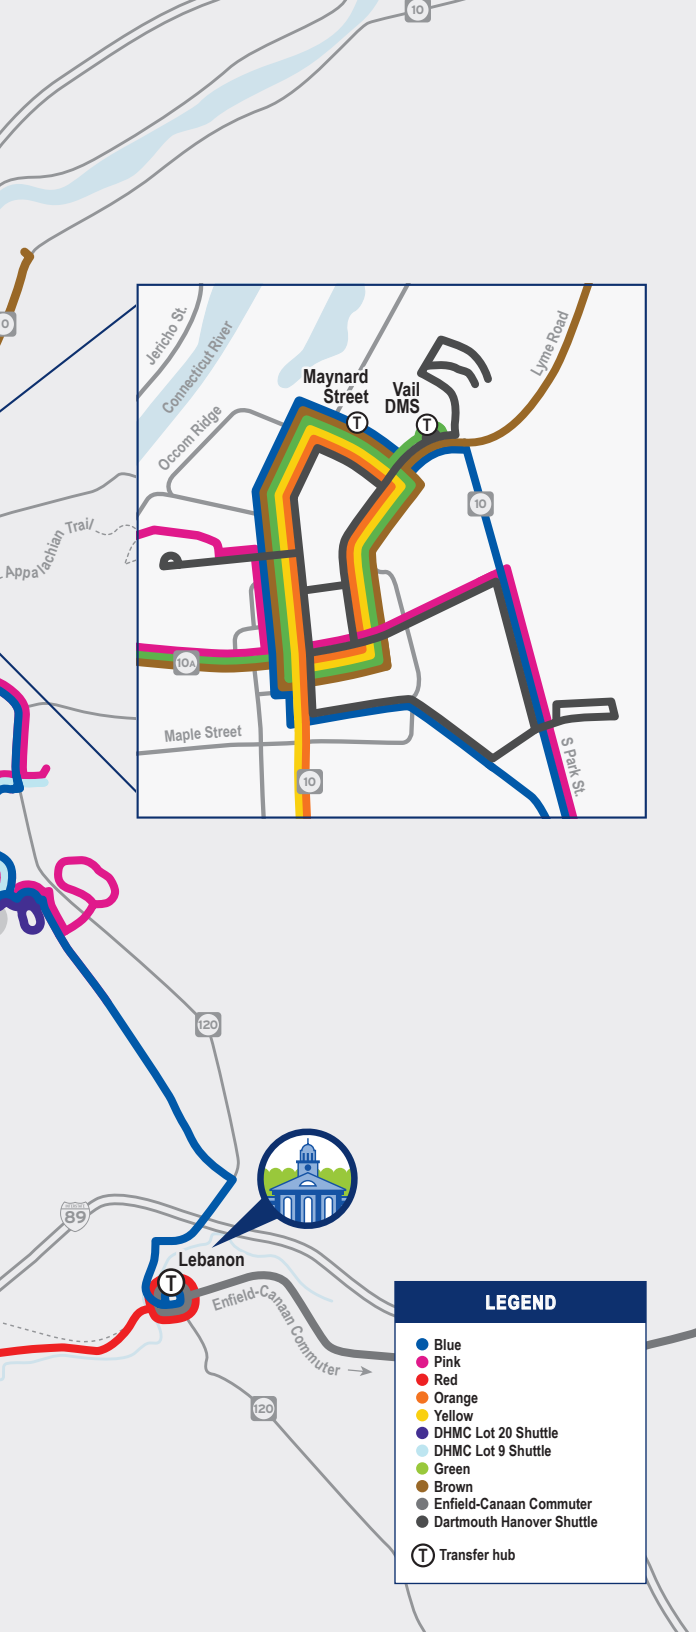 10
0
Jericho St.
Connecticut River
Occom Ridge
Maynard
Street
T
Vail
DMS
T
Lyme Road
10
Appalachian Trail
10A
Maple Street
10
S Park St.
120
89
Lebanon
T
Enfield-Canaan Commuter
120
LEGEND
Blue
Pink
Red
Orange
Yellow
DHMC Lot 20 Shuttle
DHMC Lot 9 Shuttle
Green
Brown
Enfield-Canaan Commuter
Dartmouth Hanover Shuttle
T Transfer hub